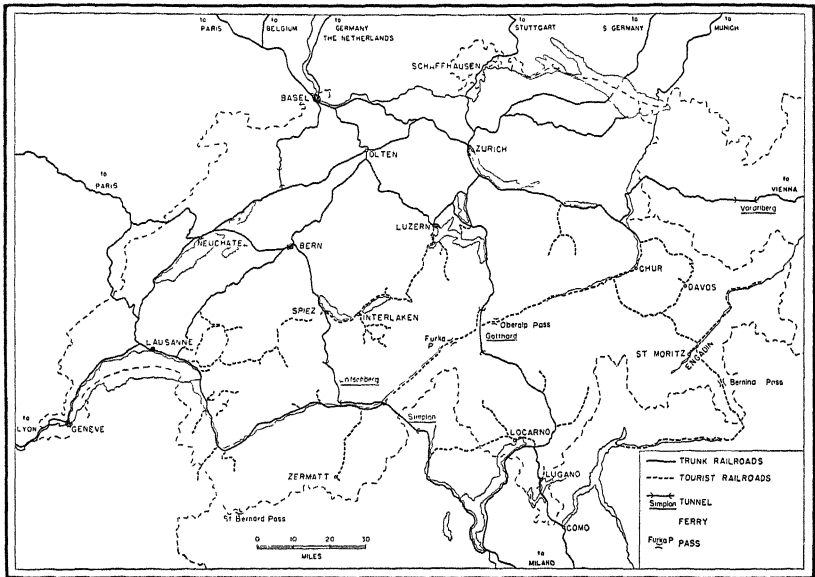 to
PARIS
to
BELGIUM
to
GERMANY
THE NETHERLANDS
to
STUTTGART
to
S GERMANY
to
MUNICH
SCHAFFHAUSEN
BASEL
OLTEN
ZURICH
to
PARIS
to
VIENNA
Vorarlberg
LUZERN
NEUCHATE
BERN
CHUR
DAVOS
SPIEZ
INTERLAKEN
Oberalp Pass
Furka P
Gotthard
LAUSANNE
ST MORITZ
ENGADIN
Bernina Pass
to
LYON
GENEVE
Simplon
LOCARNO
ZERMATT
LUGANO
St Bernard Pass
COMO
0 10 20 30
MILES
to
MILANO
TRUNK RAILROADS
TOURIST RAILROADS
Simplon TUNNEL
FERRY
Furka P PASS